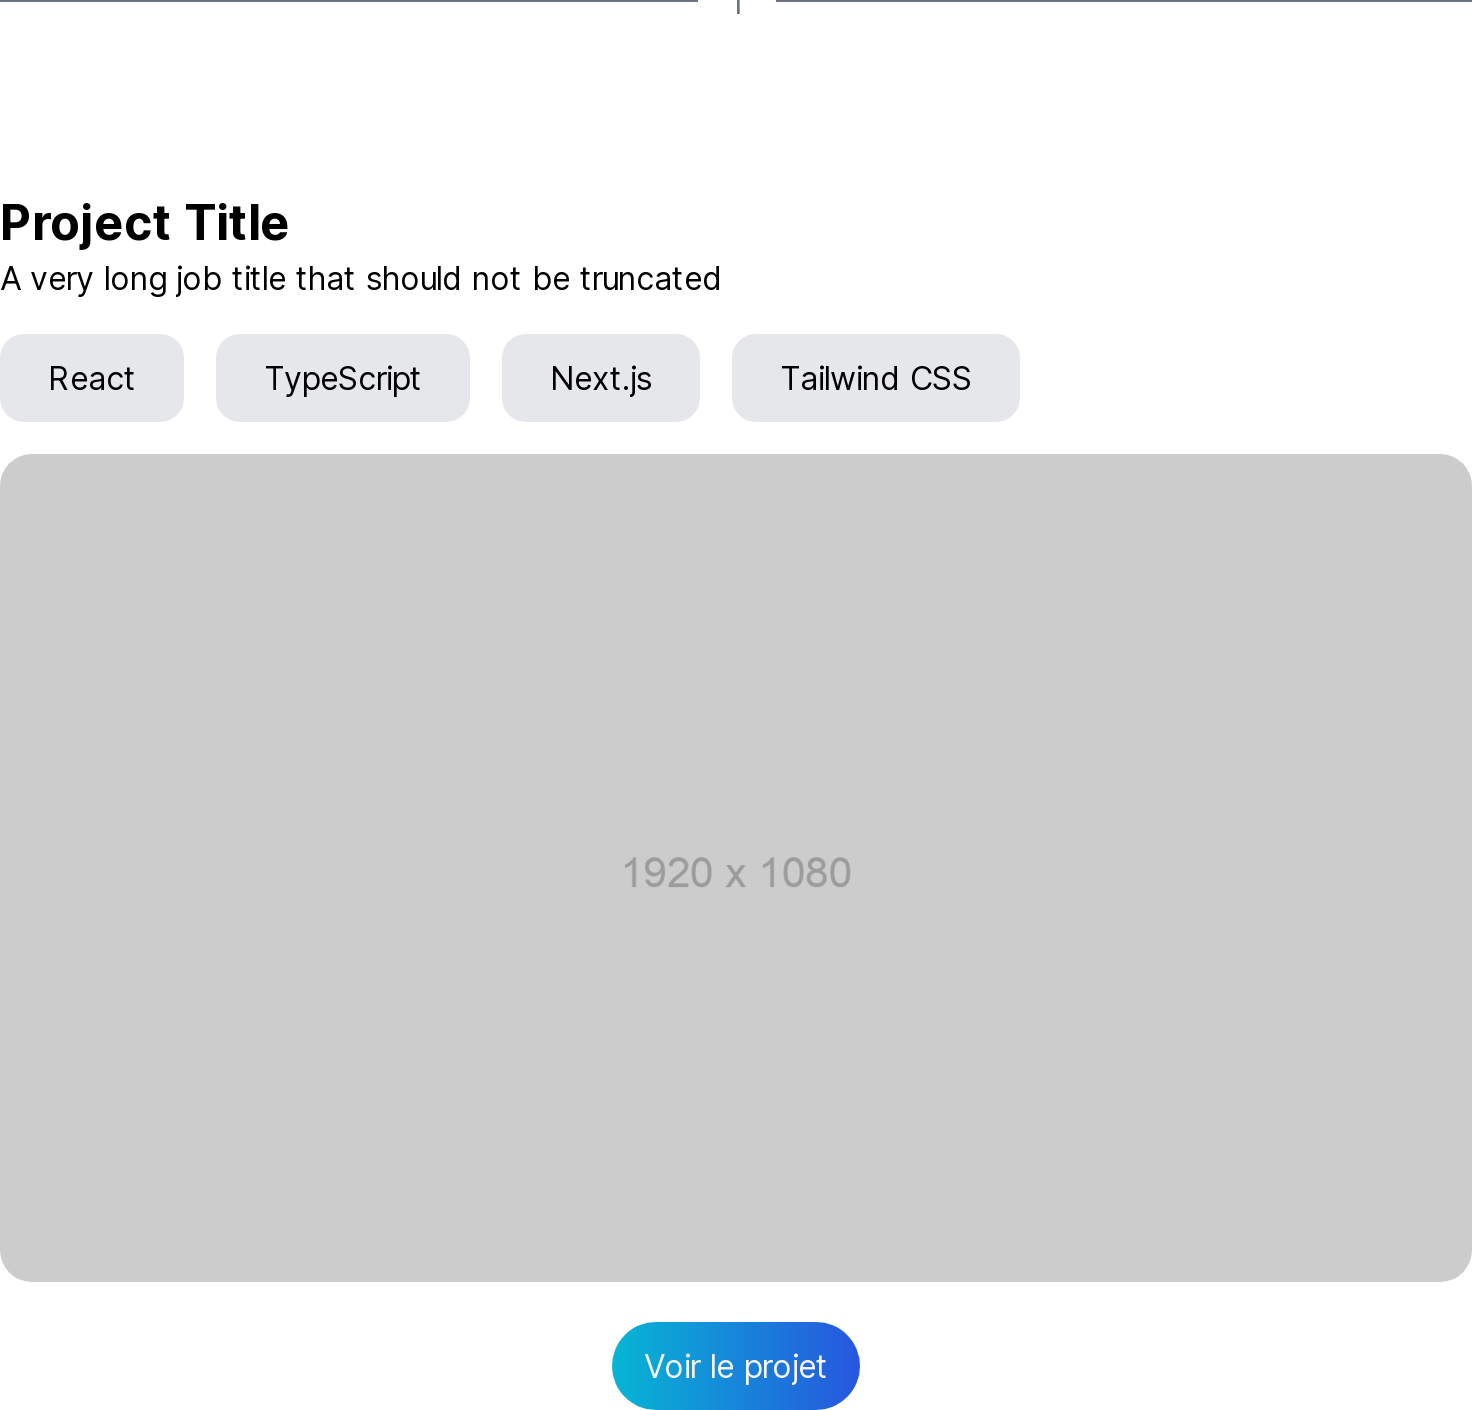 Project Title
A very long job title that should not be truncated
React TypeScript Next.js Tailwind CSS
1920 x 1080
Voir le projet